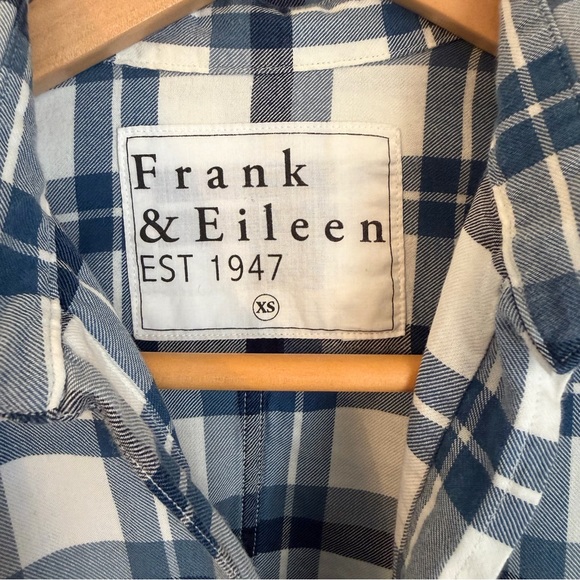 Frank
& Eileen
EST 1947
XS